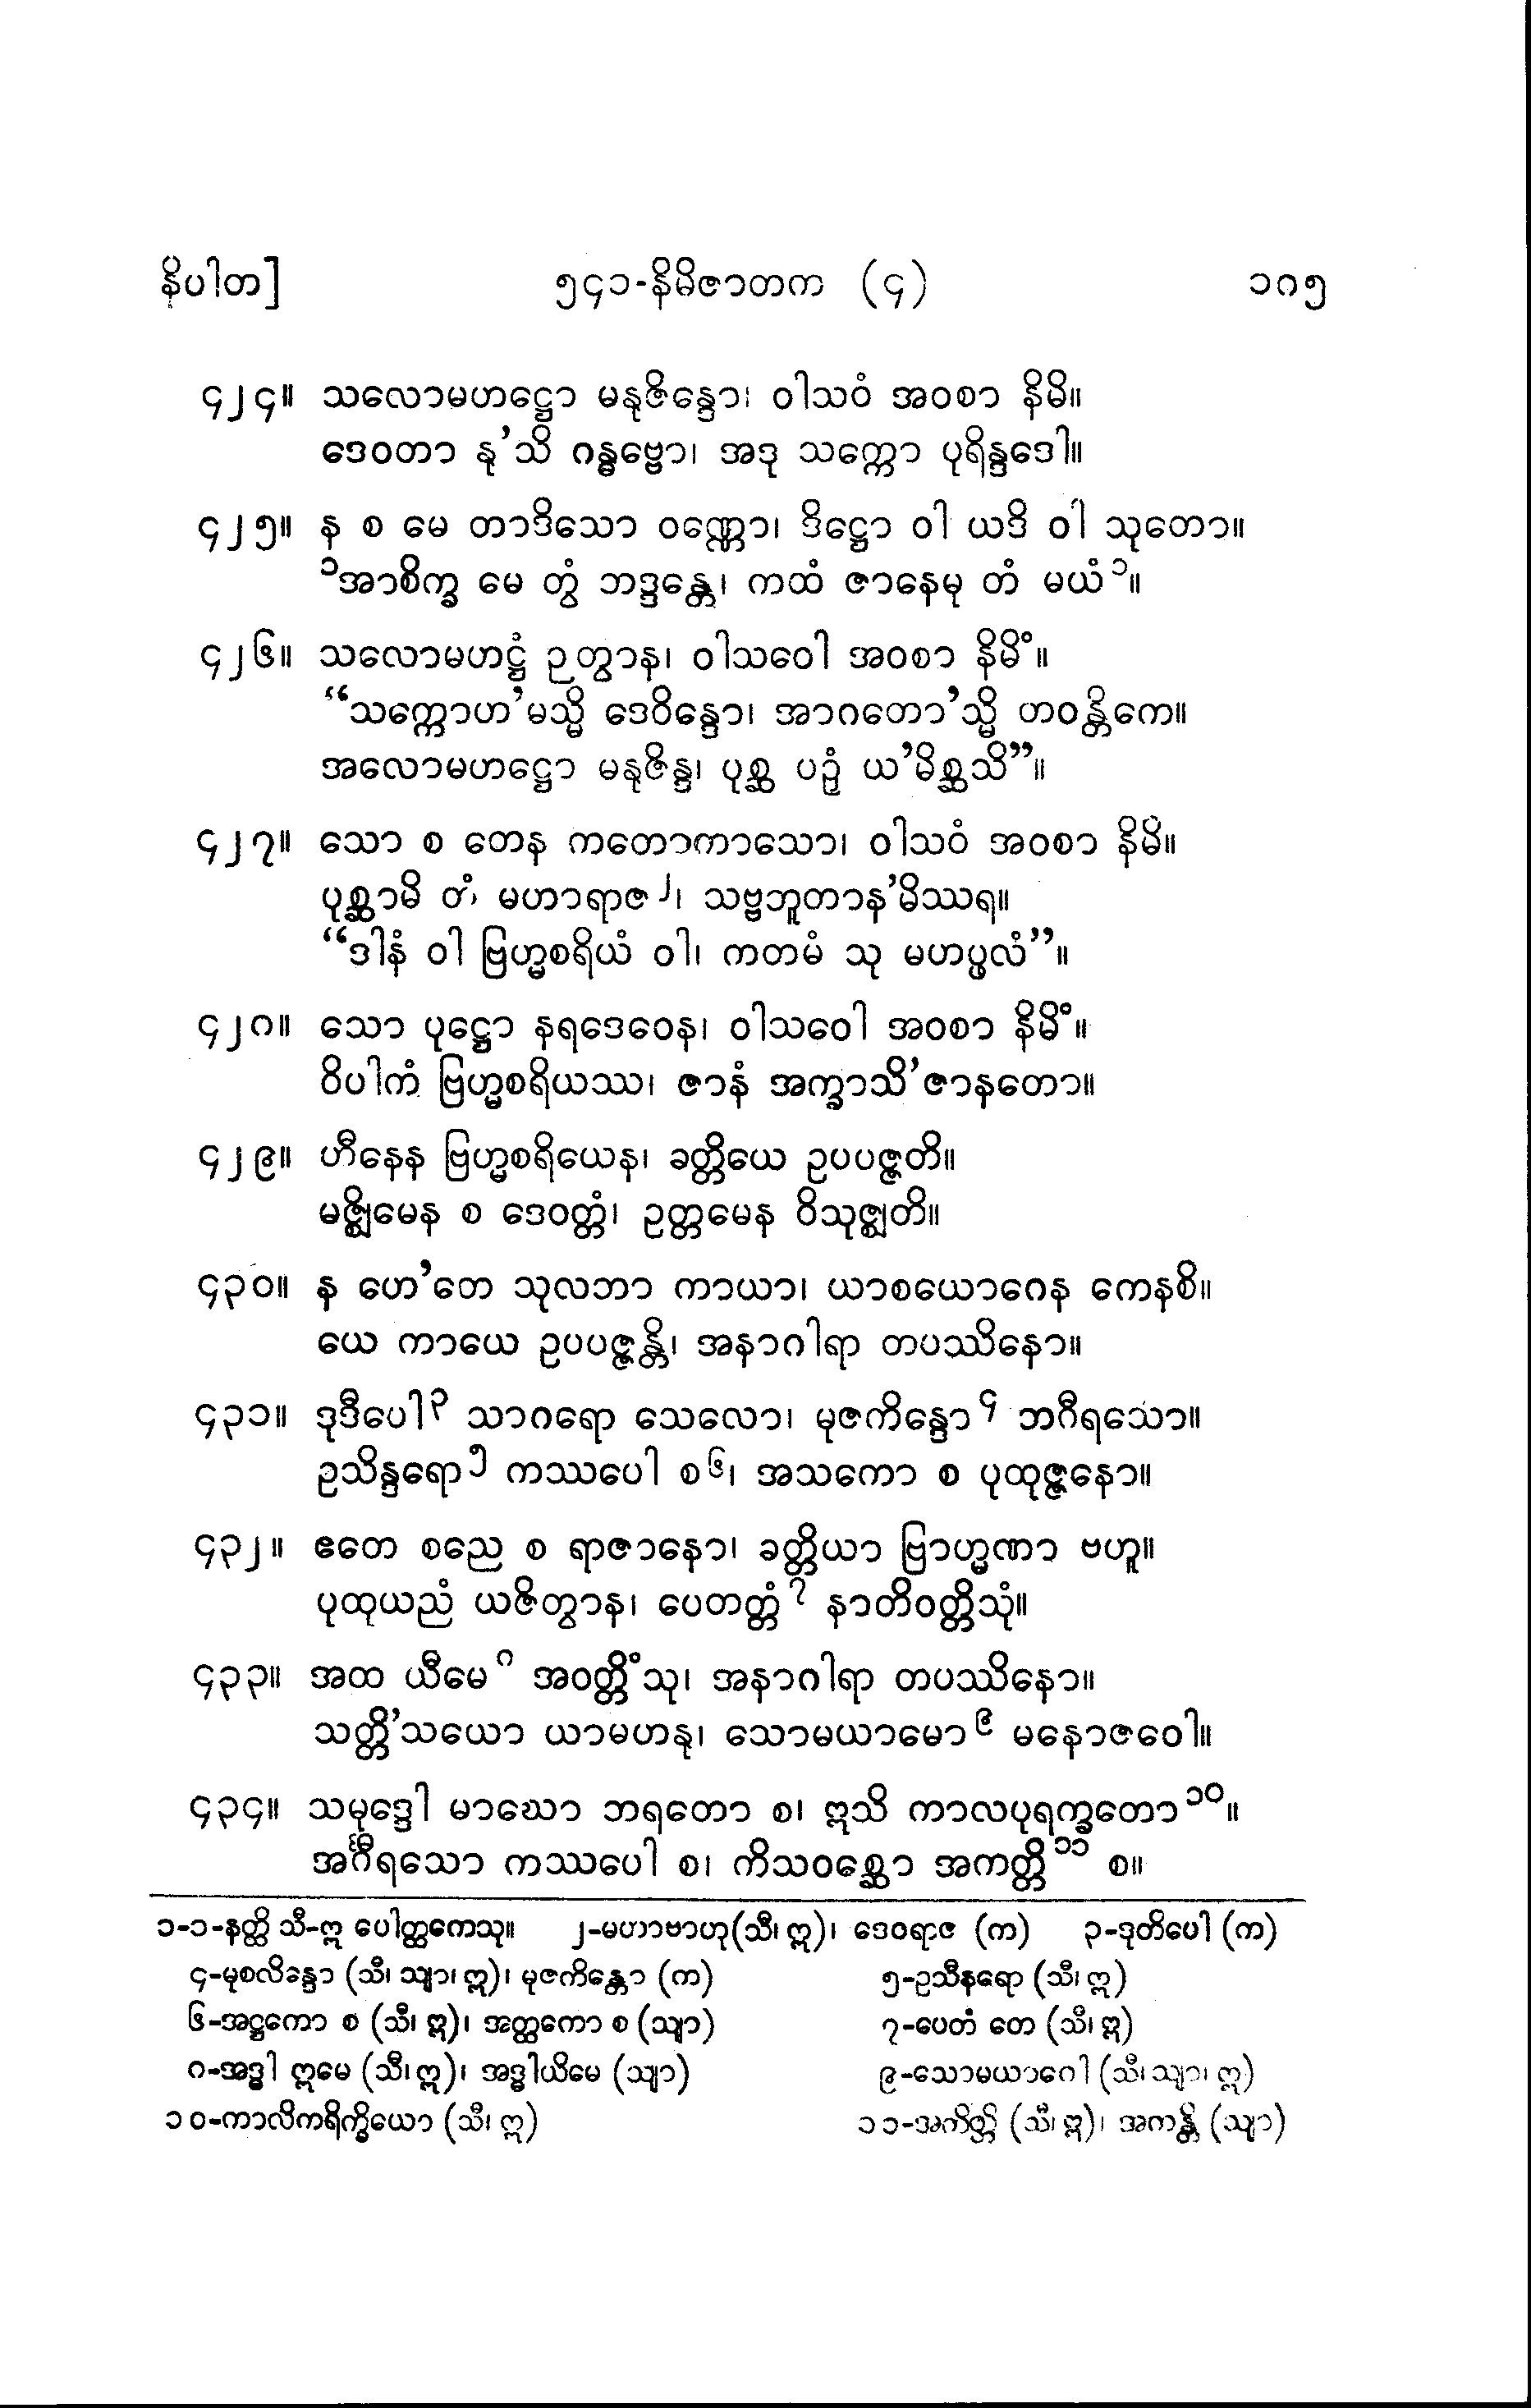 နိပါတ] ၅၄၁-နိမိဇာတက (၄) ၁၈၅
၄၂၄။ သလောမဟဋ္ဌော မနုဇိန္ဒော၊ ဝါသဝံ အဝစာ နိမိ။
ဒေဝတာ နု’သိ ဂန္ဓဗ္ဗော၊ အဒု သက္ကော ပုရိန္ဒဒေါ။
၄၂၅။ န စ မေ တာဒိသော ဝဏ္ဏော၊ ဒိဋ္ဌော ဝါ ယဒိ ဝါ သုတော။
၁အာစိက္ခ မေ တွံ ဘဒ္ဒန္တေ၊ ကထံ ဇာနေမု တံ မယံ၁။
၄၂၆။ သလောမဟဋ္ဌံ ဉတွာန၊ ဝါသဝေါ အဝစာ နိမိံ။
“သက္ကောဟ’မသ္မိ ဒေဝိန္ဒော၊ အာဂတော’သ္မိ တဝန္တိကေ။
အလောမဟဋ္ဌော မနုဇိန္ဒ၊ ပုစ္ဆ ပဉှံ ယ’မိစ္ဆသိ”။
၄၂၇။ သော စ တေန ကတောကာသော၊ ဝါသဝံ အဝစာ နိမိ။
ပုစ္ဆာမိ တံ မဟာရာဇ၂၊ သဗ္ဗဘူတာန’မိဿရ။
“ဒါနံ ဝါ ဗြဟ္မစရိယံ ဝါ၊ ကတမံ သု မဟပ္ဖလံ”။
၄၂၈။ သော ပုဋ္ဌော နရဒေဝေန၊ ဝါသဝေါ အဝစာ နိမိံ။
ဝိပါကံ ဗြဟ္မစရိယဿ၊ ဇာနံ အက္ခာသိ’ဇာနတော။
၄၂၉။ ဟီနေန ဗြဟ္မစရိယေန၊ ခတ္တိယေ ဥပပဇ္ဇတိ။
မဇ္ဈိမေန စ ဒေဝတ္တံ၊ ဥတ္တမေန ဝိသုဇ္ဈတိ။
၄၃၀။ န ဟေ’တေ သုလဘာ ကာယာ၊ ယာစယောဂေန ကေနစိ။
ယေ ကာယေ ဥပပဇ္ဇန္တိ၊ အနာဂါရာ တပဿိနော။
၄၃၁။ ဒုဒီပေါ၃ သာဂရော သေလော၊ မုဇကိန္ဒော၄ ဘဂီရသော။
ဥသိန္ဒရော၅ ကဿပေါ စ၆၊ အသကော စ ပုထုဇ္ဇနော။
၄၃၂။ ဧတေ စညေ စ ရာဇာနော၊ ခတ္တိယာ ဗြာဟ္မဏာ ဗဟူ။
ပုထုယညံ ယဇိတွာန၊ ပေတတ္တံ၇ နာတိဝတ္တိသုံ။
၄၃၃။ အထ ယီမေ၈ အဝတ္တိံသု၊ အနာဂါရာ တပဿိနော။
သတ္တိ’သယော ယာမဟနု၊ သောမယာမော၉ မနောဇဝေါ။
၄၃၄။ သမုဒ္ဒေါ မာဃော ဘရတော စ၊ ဣသိ ကာလပုရက္ခတော၁၀။
အင်္ဂီရသော ကဿပေါ စ၊ ကိသဝစ္ဆော အကတ္တိ၁၁ စ။
၁-၁-နတ္ထိ သီ-ဣ ပေါတ္ထကေသု။ ၂-မဟာဗာဟု(သီ၊ ဣ)၊ ဒေဝရာဇ (က) ၃-ဒုတိပေါ (က)
၄-မုစလိန္ဒော (သီ၊ သျာ၊ ဣ)၊ မုဇကိန္တော (က) ၅-ဥသီနရော (သီ၊ ဣ)
၆-အဋ္ဌကော စ (သီ၊ ဣ)၊ အတ္ထကော စ (သျာ) ၇-ပေတံ တေ (သီ၊ ဣ)
၈-အဒ္ဓါ ဣမေ (သီ၊ ဣ)၊ အဒ္ဓါယိမေ (သျာ) ၉-သောမယာဂေါ (သီ၊ သျာ၊ ဣ)
၁၀-ကာလိကရိက္ခိယော (သီ၊ ဣ) ၁၁-အကိတ္တိ (သီ၊ ဣ)၊ အကန္တိ (သျာ)